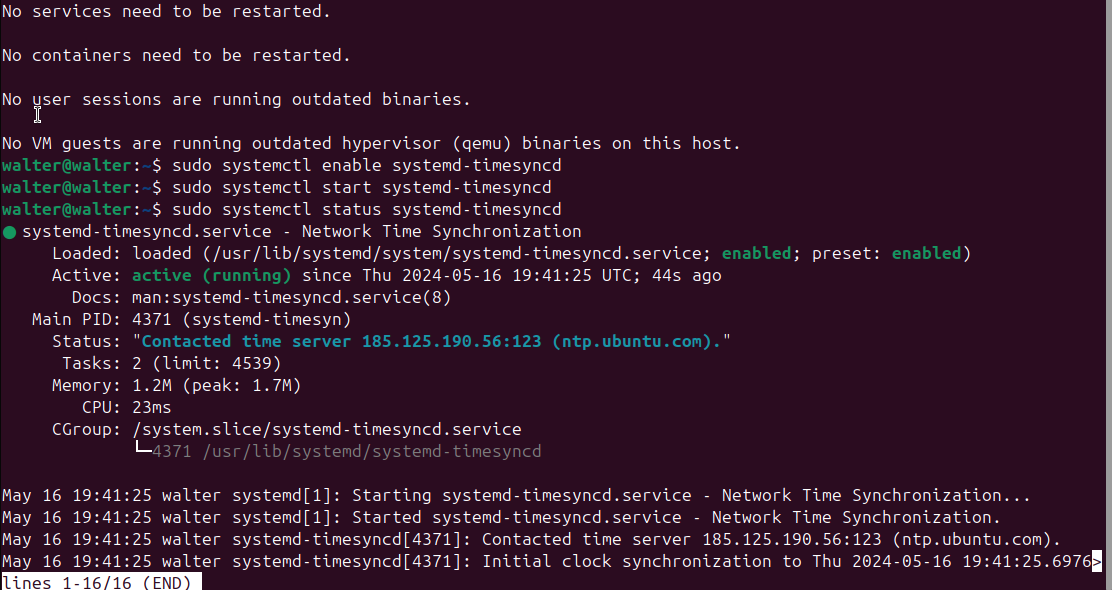 No services need to be restarted.
No containers need to be restarted.
No user sessions are running outdated binaries.
No VM guests are running outdated hypervisor (qemu) binaries on this host.
walter@walter:~$ sudo systemctl enable systemd-timesyncd
walter@walter:~$ sudo systemctl start systemd-timesyncd
walter@walter:~$ sudo systemctl status systemd-timesyncd
● systemd-timesyncd.service - Network Time Synchronization
Loaded: loaded (/usr/lib/systemd/system/systemd-timesyncd.service; enabled; preset: enabled)
Active: active (running) since Thu 2024-05-16 19:41:25 UTC; 44s ago
Docs: man:systemd-timesyncd.service(8)
Main PID: 4371 (systemd-timesyn)
Status: "Contacted time server 185.125.190.56:123 (ntp.ubuntu.com)."
Tasks: 2 (limit: 4539)
Memory: 1.2M (peak: 1.7M)
CPU: 23ms
CGroup: /system.slice/systemd-timesyncd.service
└─4371 /usr/lib/systemd/systemd-timesyncd
May 16 19:41:25 walter systemd[1]: Starting systemd-timesyncd.service - Network Time Synchronization...
May 16 19:41:25 walter systemd[1]: Started systemd-timesyncd.service - Network Time Synchronization.
May 16 19:41:25 walter systemd-timesyncd[4371]: Contacted time server 185.125.190.56:123 (ntp.ubuntu.com).
May 16 19:41:25 walter systemd-timesyncd[4371]: Initial clock synchronization to Thu 2024-05-16 19:41:25.6976>
lines 1-16/16 (END)